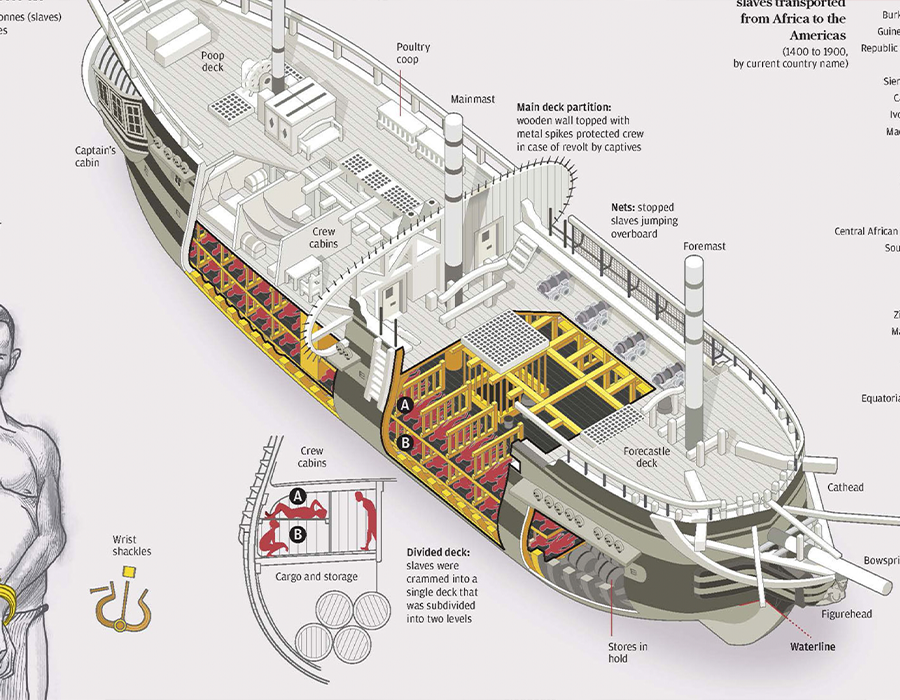 onnes (slaves)
es
slaves transported
from Africa to the
Americas
(1400 to 1900,
by current country name)
Burk
Guine
Republic
Sier
C
Ivo
Ma
Poop
deck
Poultry
coop
Mainmast
Main deck partition:
wooden wall topped with
metal spikes protected crew
in case of revolt by captives
Captain's
cabin
Nets: stopped
slaves jumping
overboard
Crew
cabins
Foremast
Central African
Sou
Zi
Ma
Equatoria
A
B
Forecastle
deck
Crew
cabins
A
B
Cargo and storage
Cathead
Wrist
shackles
Divided deck:
slaves were
crammed into a
single deck that
was subdivided
into two levels
Bowspri
Figurehead
Stores in
hold
Waterline